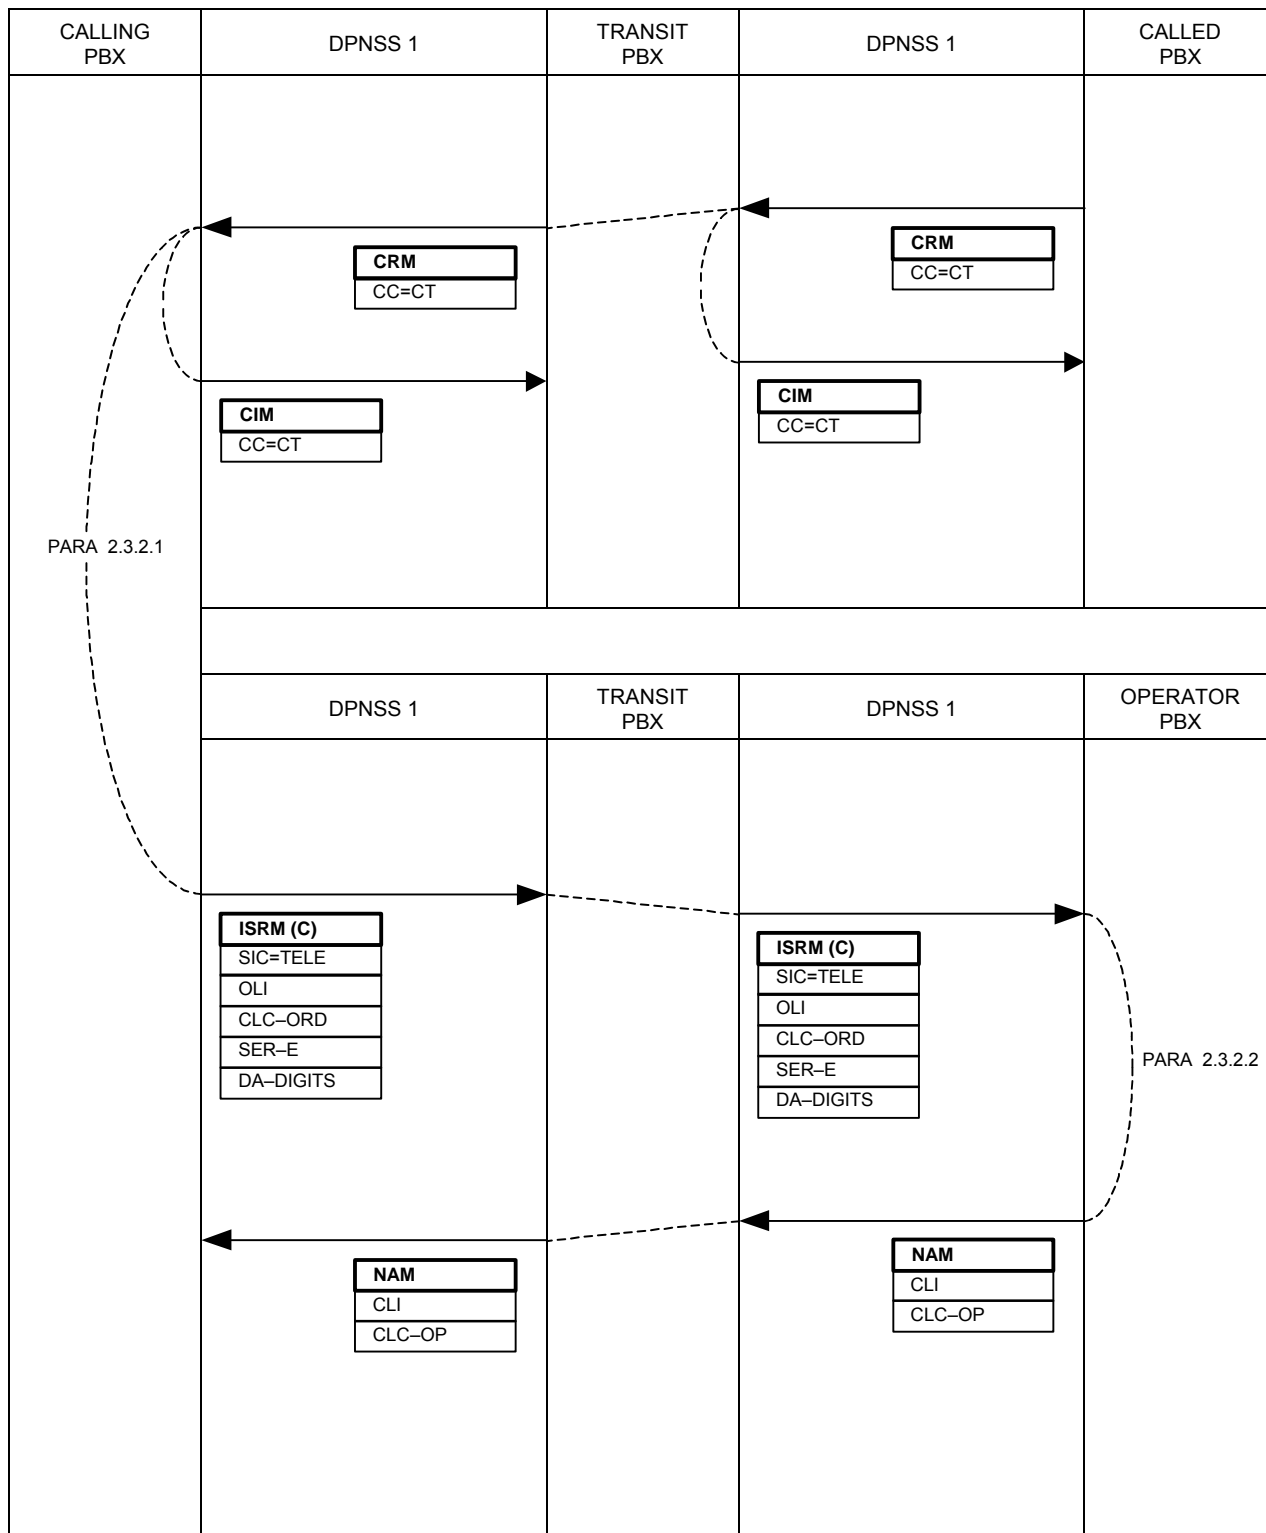 CALLING
PBX
DPNSS 1
TRANSIT
PBX
DPNSS 1
CALLED
PBX
CRM
CC=CT
CRM
CC=CT
CIM
CC=CT
CIM
CC=CT
PARA 2.3.2.1
DPNSS 1
TRANSIT
PBX
DPNSS 1
OPERATOR
PBX
ISRM (C)
SIC=TELE
OLI
CLC–ORD
SER–E
DA–DIGITS
ISRM (C)
SIC=TELE
OLI
CLC–ORD
SER–E
DA–DIGITS
PARA 2.3.2.2
NAM
CLI
CLC–OP
NAM
CLI
CLC–OP